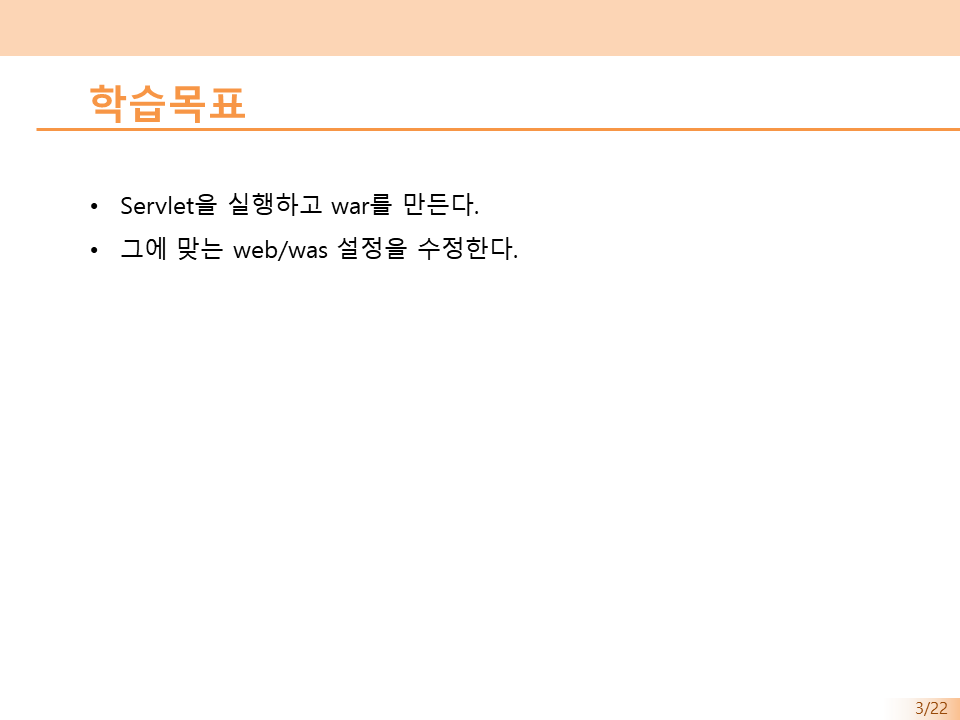 학습목표
• Servlet을 실행하고 war를 만든다.
• 그에 맞는 web/was 설정을 수정한다.
3/22